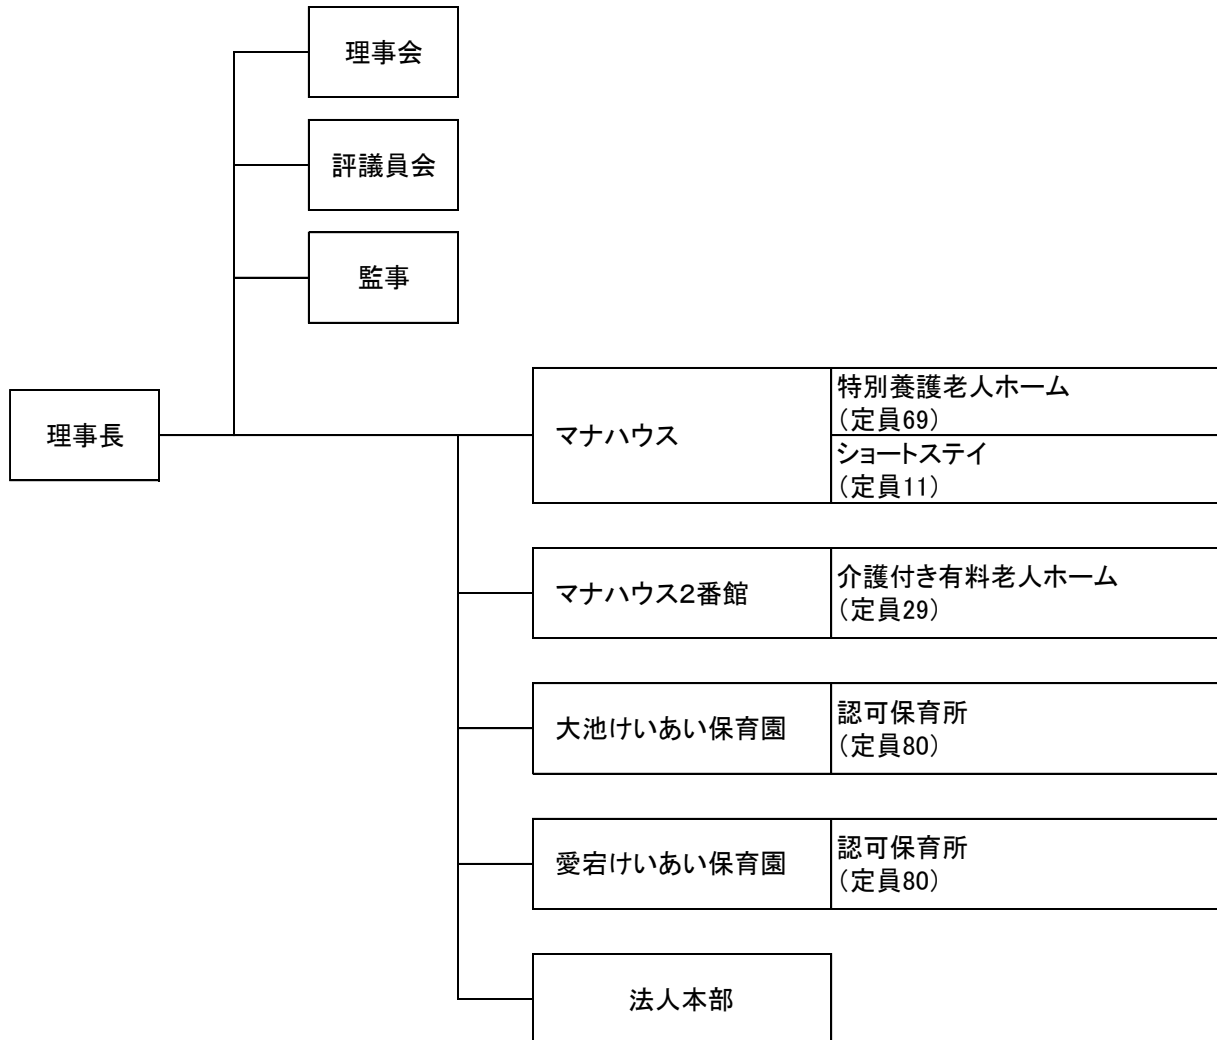 理事会
評議員会
監事
理事長
マナハウス
特別養護老人ホーム
（定員69）
ショートステイ
（定員11）
マナハウス２番館
介護付き有料老人ホーム
（定員29）
大池けいあい保育園
認可保育所
（定員80）
愛宕けいあい保育園
認可保育所
（定員80）
法人本部